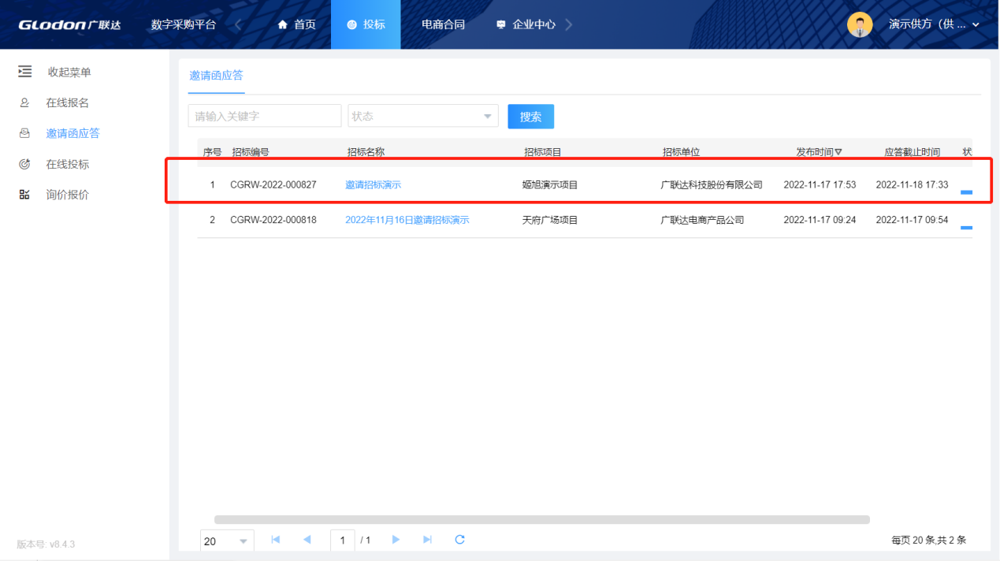 GLodon广联达 数字采购平台 首页 投标 电商合同 企业中心 演示供方（供 ...
收起菜单
在线报名
邀请函应答
在线投标
询价报价
邀请函应答
请输入关键字 状态 搜索
序号 招标编号 招标名称 招标项目 招标单位 发布时间 应答截止时间 状
1 CGRW-2022-000827 邀请招标演示 姬旭演示项目 广联达科技股份有限公司 2022-11-17 17:53 2022-11-18 17:33
2 CGRW-2022-000818 2022年11月16日邀请招标演示 天府广场项目 广联达电商产品公司 2022-11-17 09:24 2022-11-17 09:54
20 1 / 1 每页 20 条,共 2 条
版本号: v8.4.3